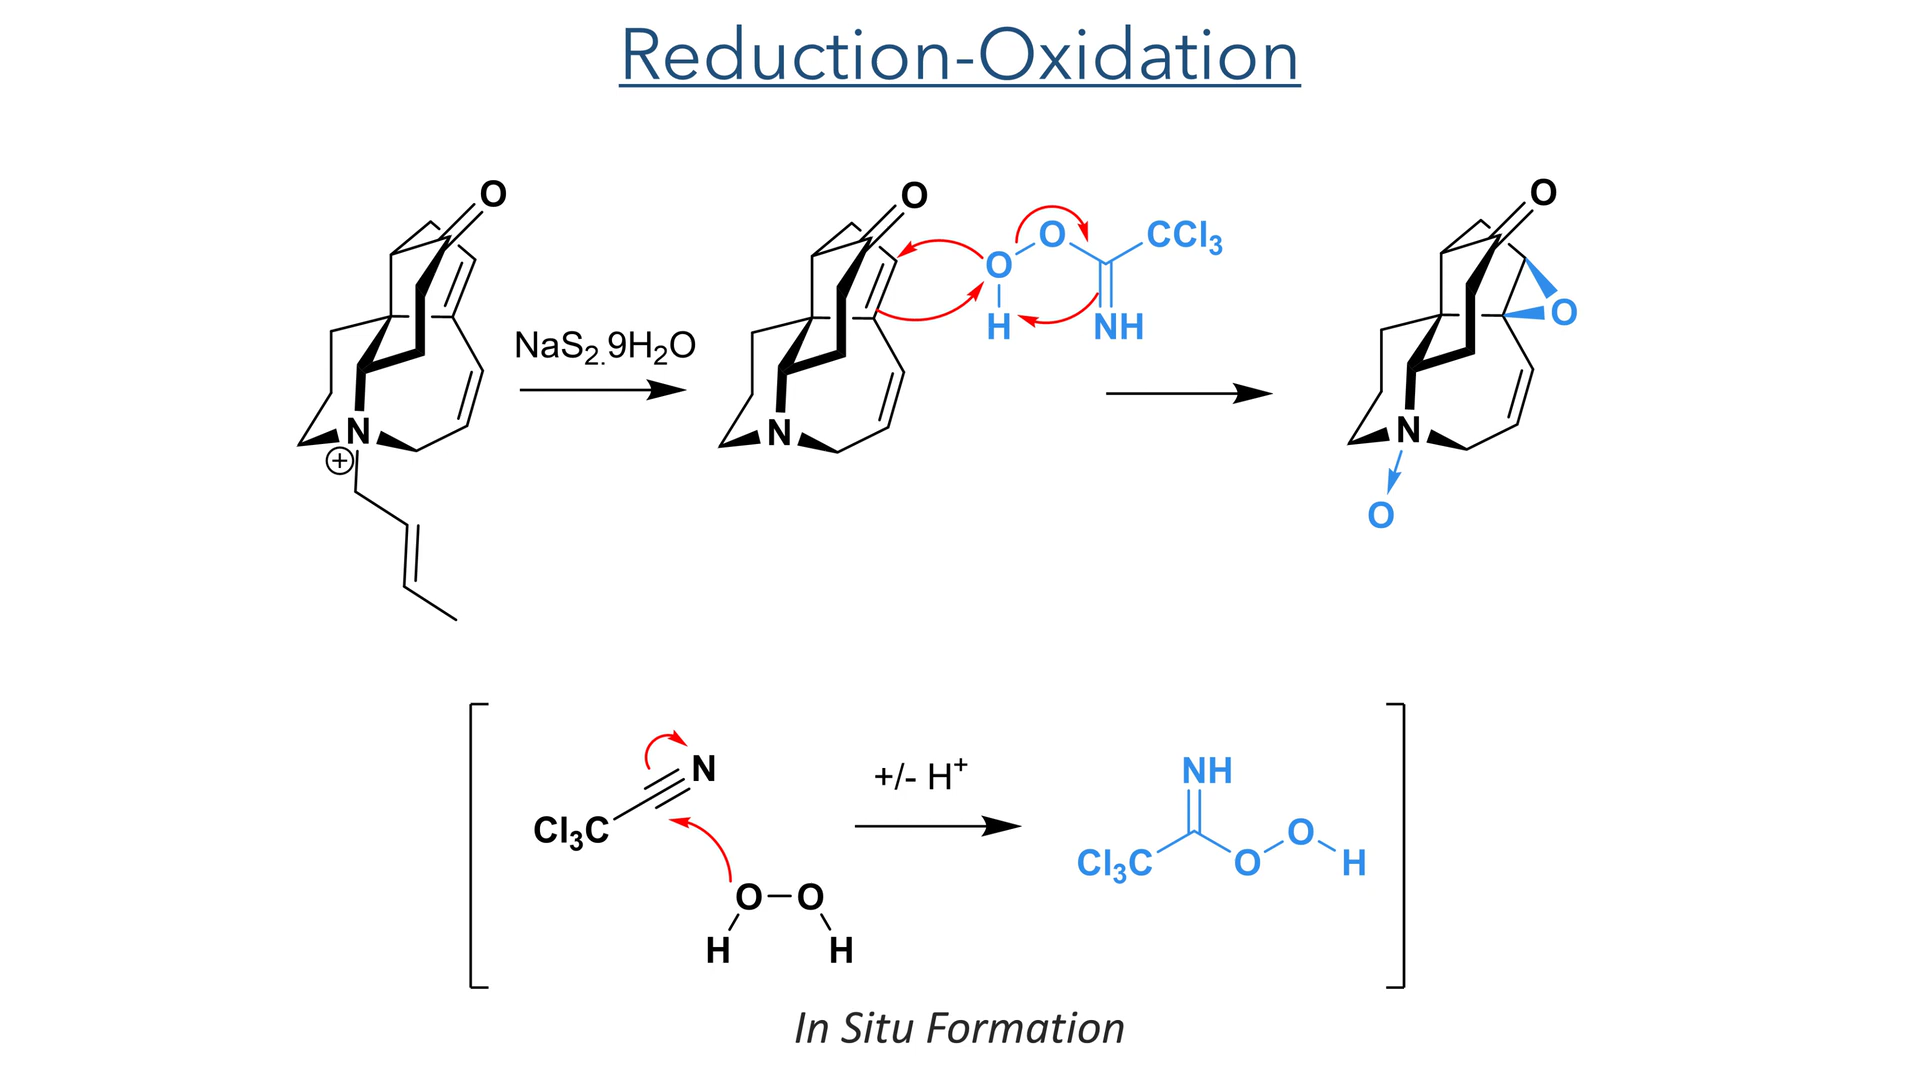 Reduction-Oxidation
O
N
⊕
NaS₂.9H₂O
O
N
O
H
O
CCl₃
NH
O
O
N
O
Cl₃C
N
H
O
O
H
+/- H⁺
NH
Cl₃C
O
O
H
In Situ Formation